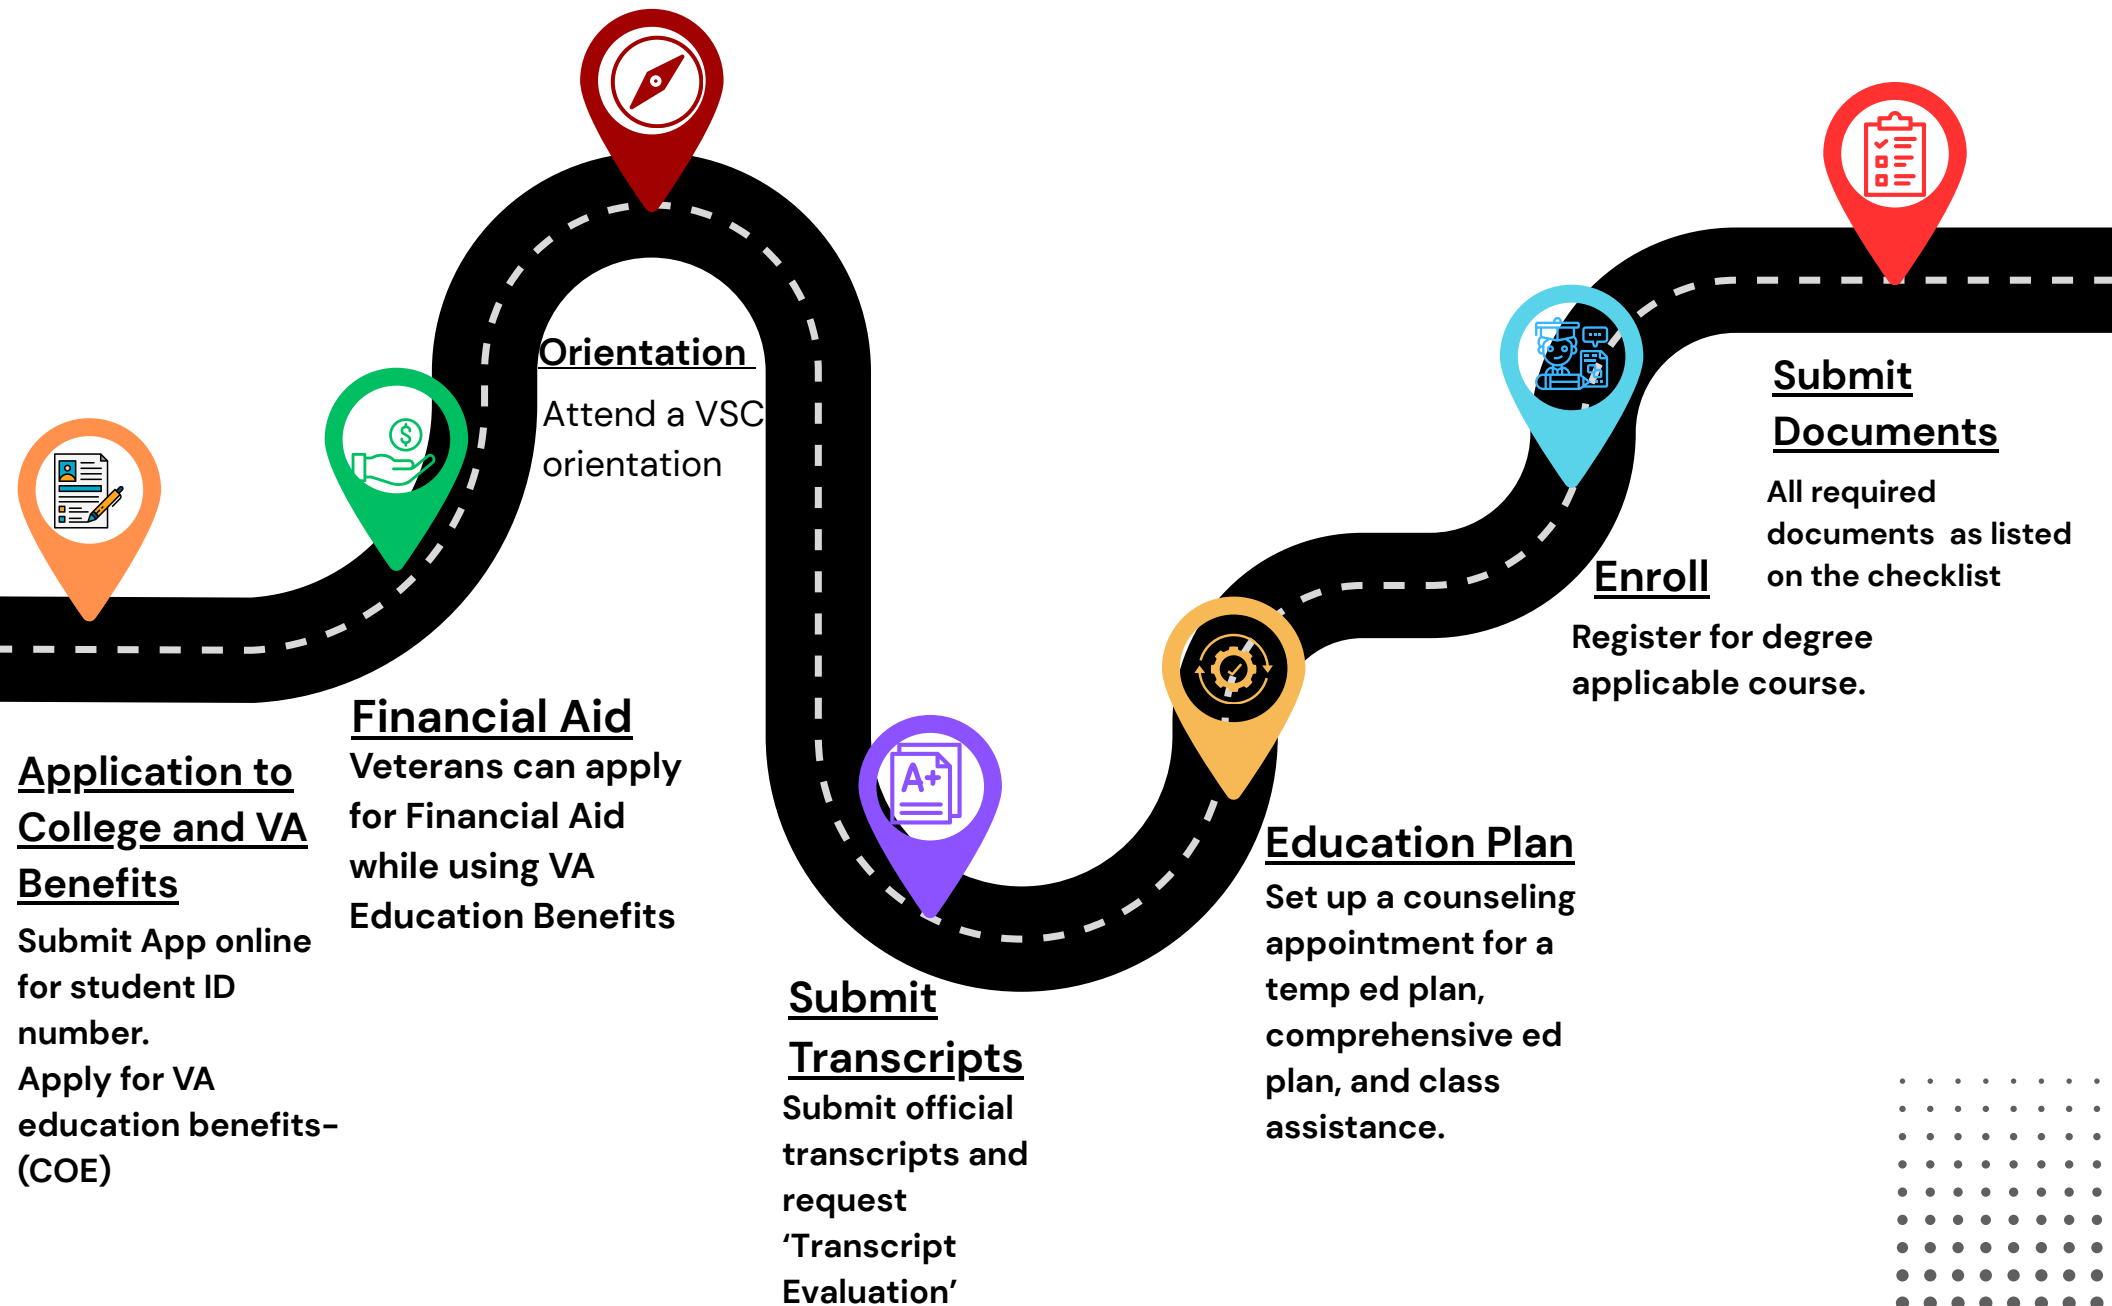 Application to
College and VA
Benefits
Submit App online
for student ID
number.
Apply for VA
education benefits-
(COE)
Financial Aid
Veterans can apply
for Financial Aid
while using VA
Education Benefits
$
Orientation
Attend a VSC
orientation
A+
Submit
Transcripts
Submit official
transcripts and
request
‘Transcript
Evaluation’
Education Plan
Set up a counseling
appointment for a
temp ed plan,
comprehensive ed
plan, and class
assistance.
Enroll
Register for degree
applicable course.
Submit
Documents
All required
documents  as listed
on the checklist